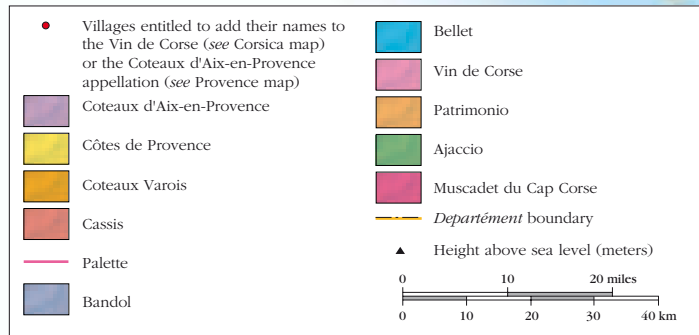 Villages entitled to add their names to
the Vin de Corse (see Corsica map)
or the Coteaux d'Aix-en-Provence
appellation (see Provence map)
Coteaux d'Aix-en-Provence
Côtes de Provence
Coteaux Varois
Cassis
Palette
Bandol
Bellet
Vin de Corse
Patrimonio
Ajaccio
Muscadet du Cap Corse
Departément boundary
Height above sea level (meters)
0 10 20 miles
0 10 20 30 40 km